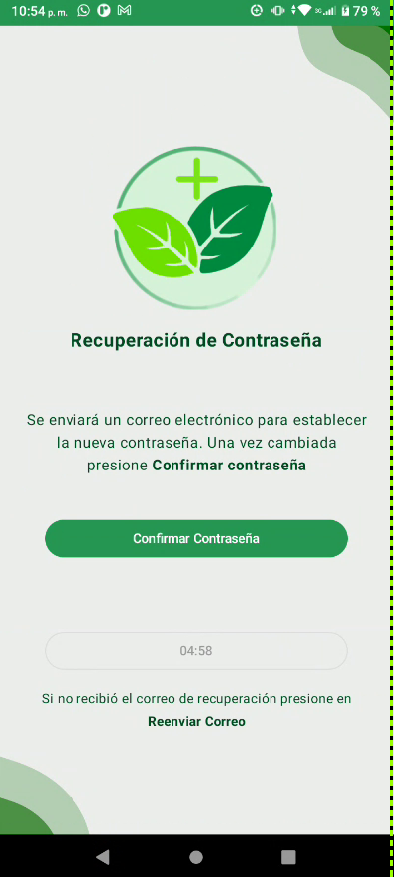 10:54 p. m. 79 %
Recuperación de Contraseña
Se enviará un correo electrónico para establecer
la nueva contraseña. Una vez cambiada
presione Confirmar contraseña
Confirmar Contraseña
04:58
Si no recibió el correo de recuperación presione en
Reenviar Correo